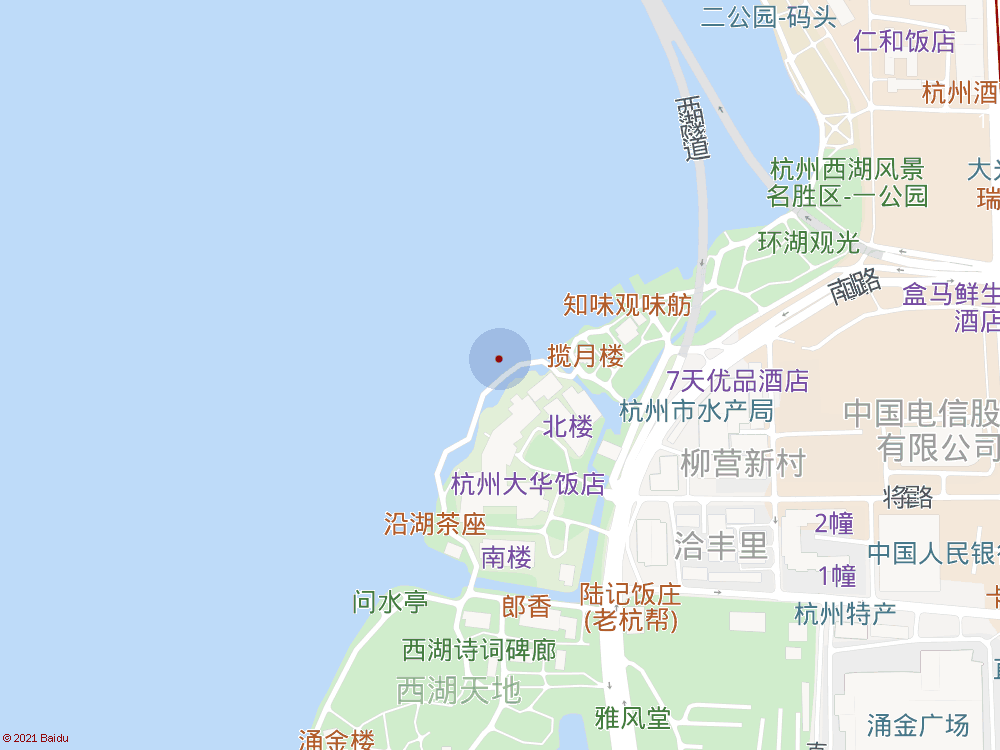 二公园-码头
仁和饭店
杭州酒
西湖隧道
杭州西湖风景
名胜区-一公园
大
瑞
环湖观光
南山路
盒马鲜生
酒店
知味观味舫
揽月楼
7天优品酒店
杭州市水产局
中国电信股
有限公司
北楼
柳营新村
杭州大华饭店
将军路
沿湖茶座
2幢
洽丰里
南楼
中国人民银
1幢
问水亭
郎香
陆记饭庄
(老杭帮)
杭州特产
西湖诗词碑廊
西湖天地
雅风堂
涌金广场
涌金楼
© 2021 Baidu